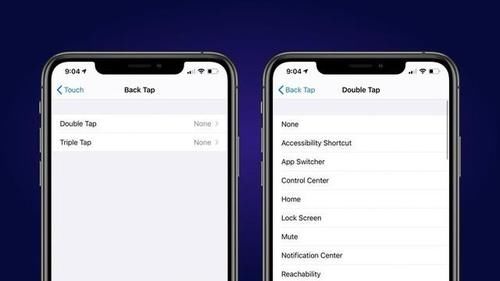 9:04
Touch
Back Tap
Double Tap
None
Triple Tap
None
9:04
Back Tap
Double Tap
None
Accessibility Shortcut
App Switcher
Control Center
Home
Lock Screen
Mute
Notification Center
Reachability